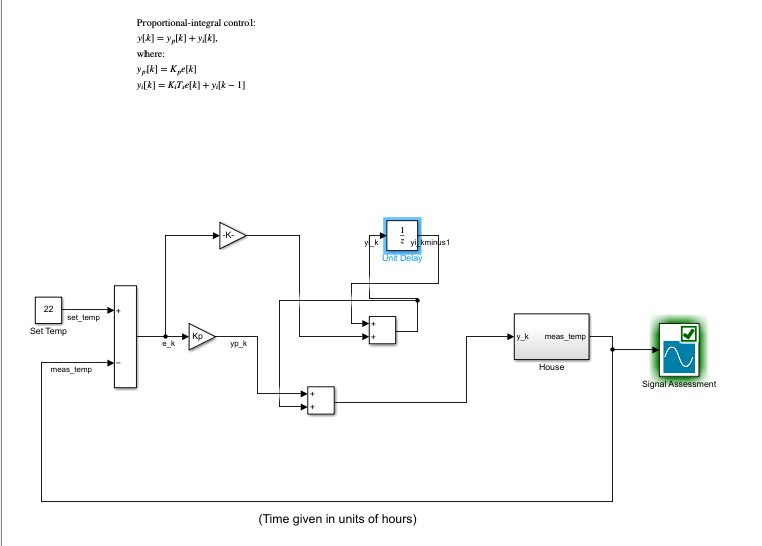 Proportional-integral control:
y[k] = yₚ[k] + yᵢ[k],
where:
yₚ[k] = Kₚe[k]
yᵢ[k] = KᵢTₛe[k] + yᵢ[k − 1]
-K-
1
z
yi_k
yi_kminus1
Unit Delay
22
set_temp
Set Temp
+
−
meas_temp
e_k
Kp
yp_k
+
+
+
+
y_k
meas_temp
House
Signal Assessment
(Time given in units of hours)